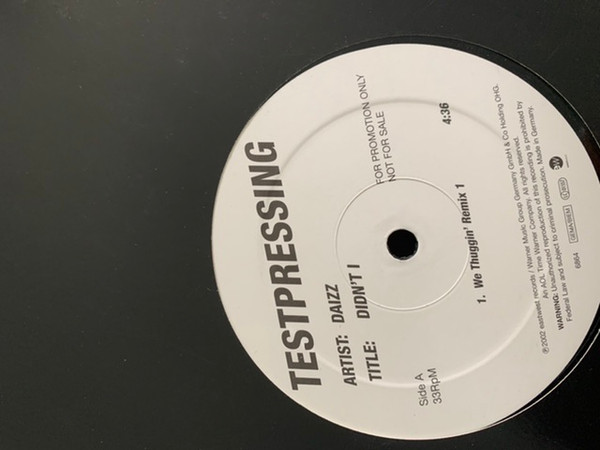 TESTPRESSING
ARTIST: DAIZZ
TITLE: DIDN'T I
FOR PROMOTION ONLY
NOT FOR SALE
Side A
33RpM
1. We Thuggin' Remix 1 4:36
℗ 2002 eastwest records / Warner Music Group Germany GmbH & Co Holding OHG.
An AOL Time Warner Company. All rights reserved.
WARNING: Unauthorized reproduction of this recording is prohibited by
Federal Law and subject to criminal prosecution. Made in Germany.
6864 GEMA/BIEM